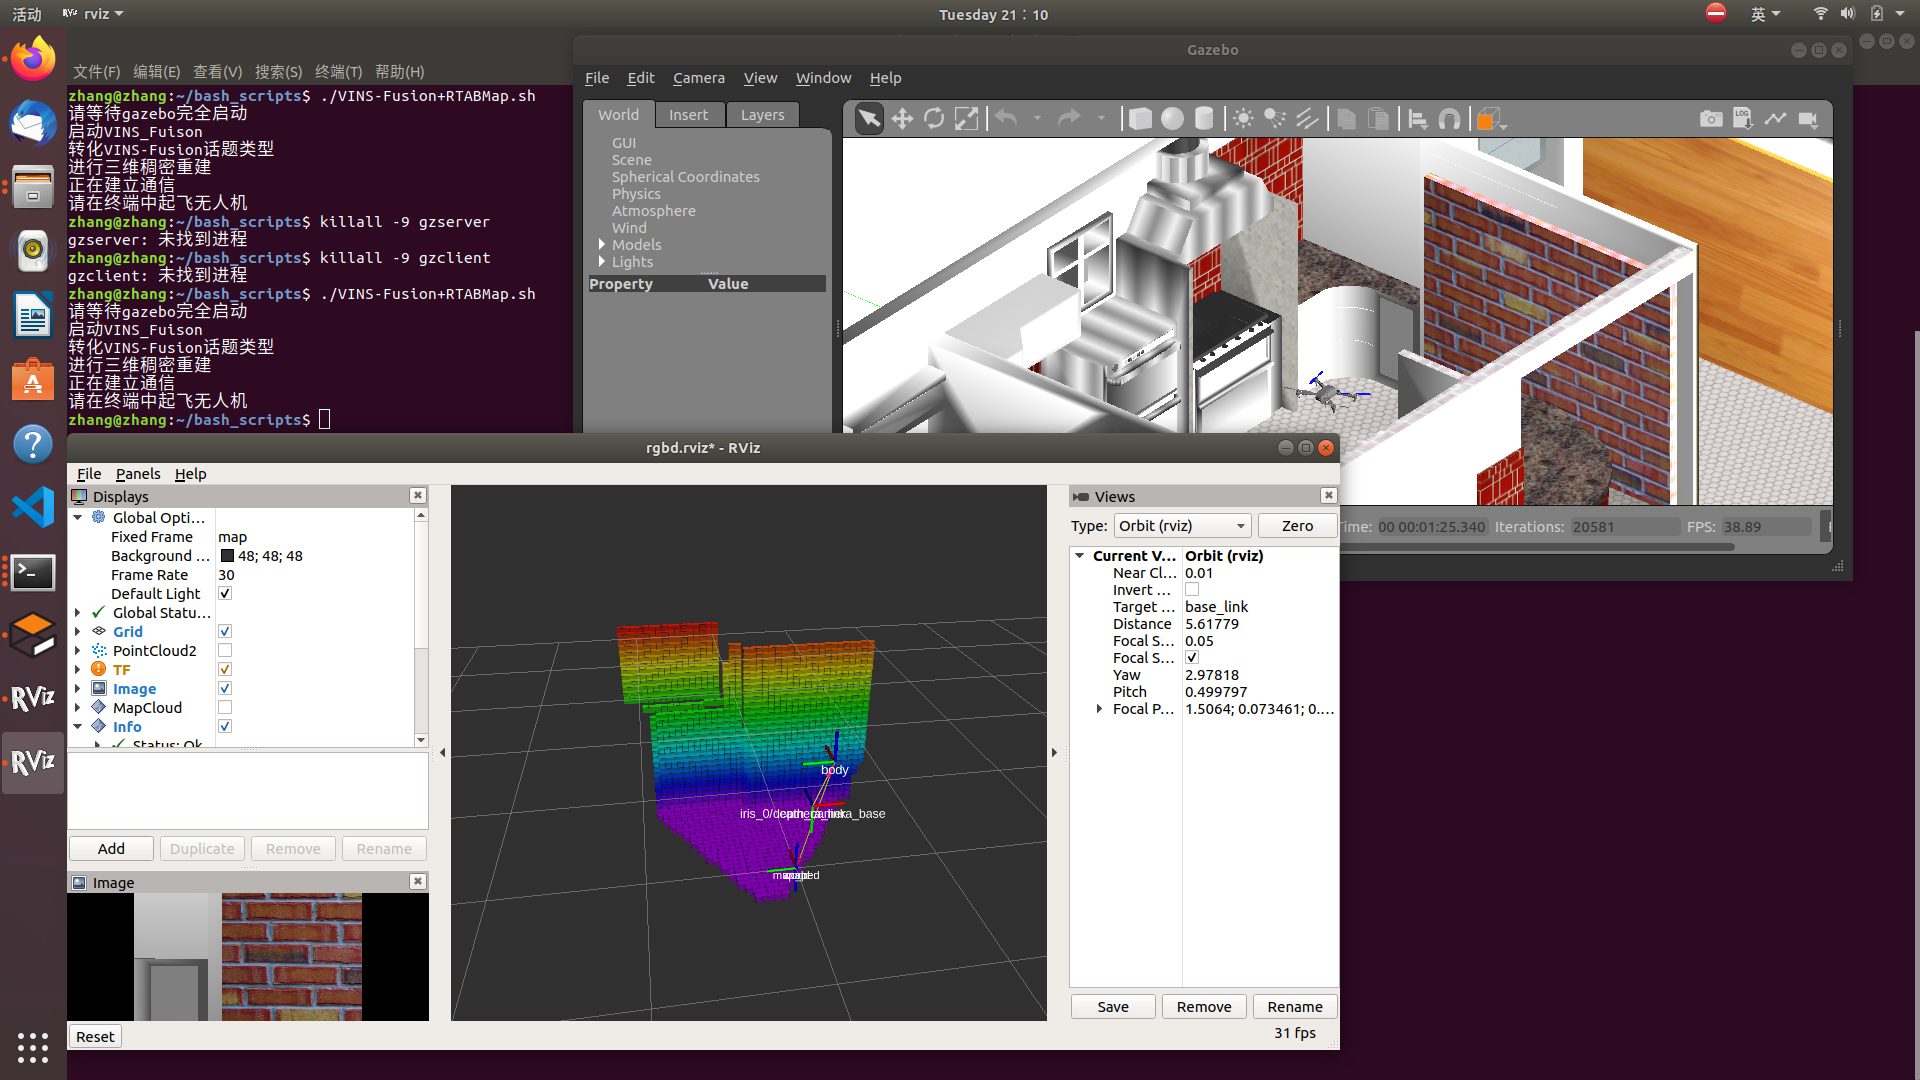 活动
rviz
Tuesday 21：10
英
文件(F) 编辑(E) 查看(V) 搜索(S) 终端(T) 帮助(H)
zhang@zhang:~/bash_scripts$ ./VINS-Fusion+RTABMap.sh
请等待gazebo完全启动
启动VINS_Fuison
转化VINS-Fusion话题类型
进行三维稠密重建
正在建立通信
请在终端中起飞无人机
zhang@zhang:~/bash_scripts$ killall -9 gzserver
gzserver: 未找到进程
zhang@zhang:~/bash_scripts$ killall -9 gzclient
gzclient: 未找到进程
zhang@zhang:~/bash_scripts$ ./VINS-Fusion+RTABMap.sh
请等待gazebo完全启动
启动VINS_Fuison
转化VINS-Fusion话题类型
进行三维稠密重建
正在建立通信
请在终端中起飞无人机
zhang@zhang:~/bash_scripts$
Gazebo
File Edit Camera View Window Help
World Insert Layers
GUI
Scene
Spherical Coordinates
Physics
Atmosphere
Wind
Models
Lights
Property Value
LOG
Time: 00 00:01:25.340 Iterations: 20581 FPS: 38.89
rgbd.rviz* - RViz
File Panels Help
Displays
Global Opti...
Fixed Frame map
Background ... 48; 48; 48
Frame Rate 30
Default Light
Global Statu...
Grid
PointCloud2
TF
Image
MapCloud
Info
Status: Ok
Add Duplicate Remove Rename
Image
Reset
body
Views
Type: Orbit (rviz) Zero
Current V... Orbit (rviz)
Near Cl... 0.01
Invert ...
Target ... base_link
Distance 5.61779
Focal S... 0.05
Focal S...
Yaw 2.97818
Pitch 0.499797
Focal P... 1.5064; 0.073461; 0....
Save Remove Rename
31 fps
RViz
RViz